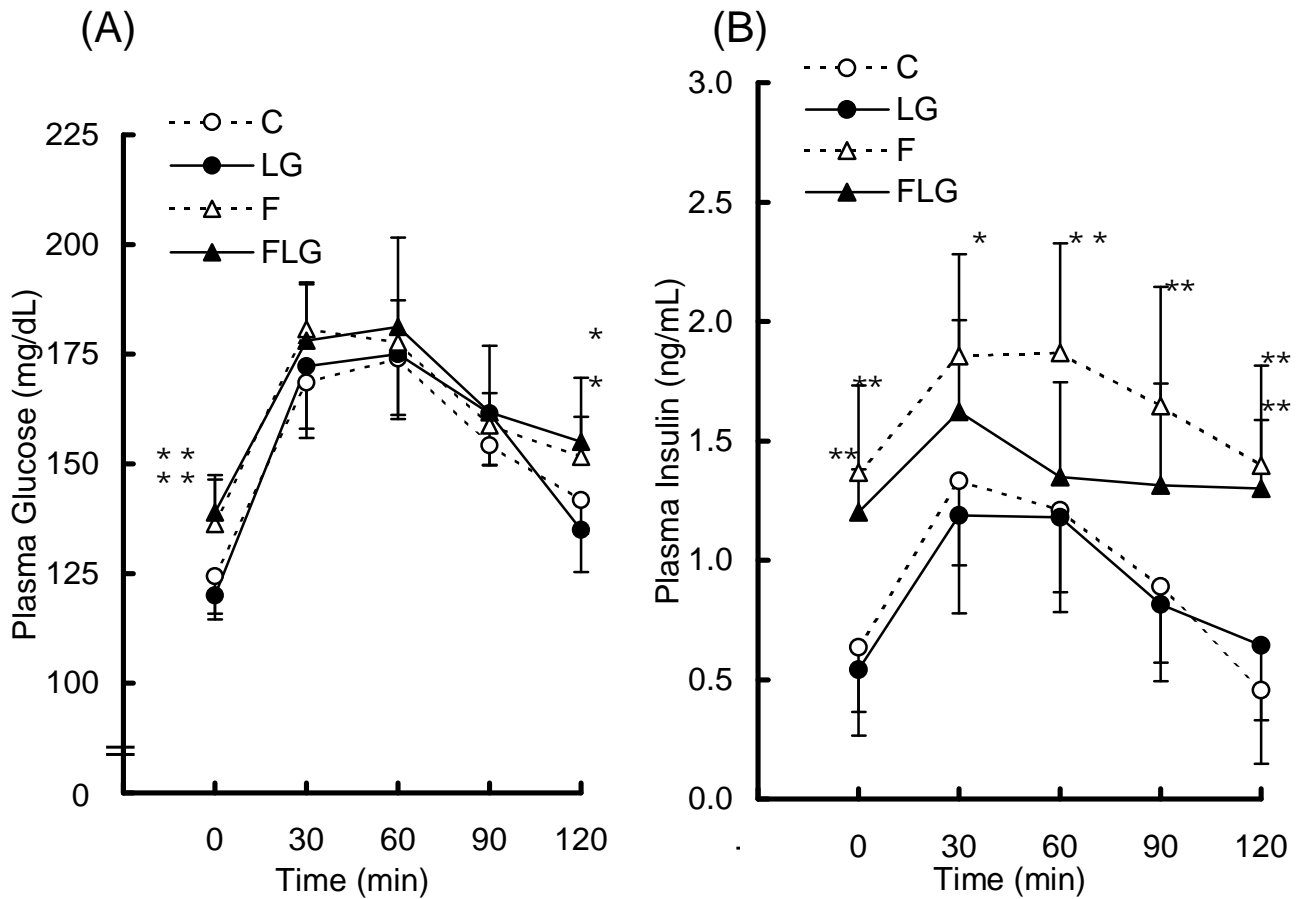 (A)
C
LG
F
FLG
225
200
175
150
125
100
0
Plasma Glucose (mg/dL)
* *
* *
*
*
0 30 60 90 120
Time (min)
(B)
C
LG
F
FLG
3.0
2.5
2.0
1.5
1.0
0.5
0.0
Plasma Insulin (ng/mL)
**
**
*
* *
**
**
**
0 30 60 90 120
Time (min)